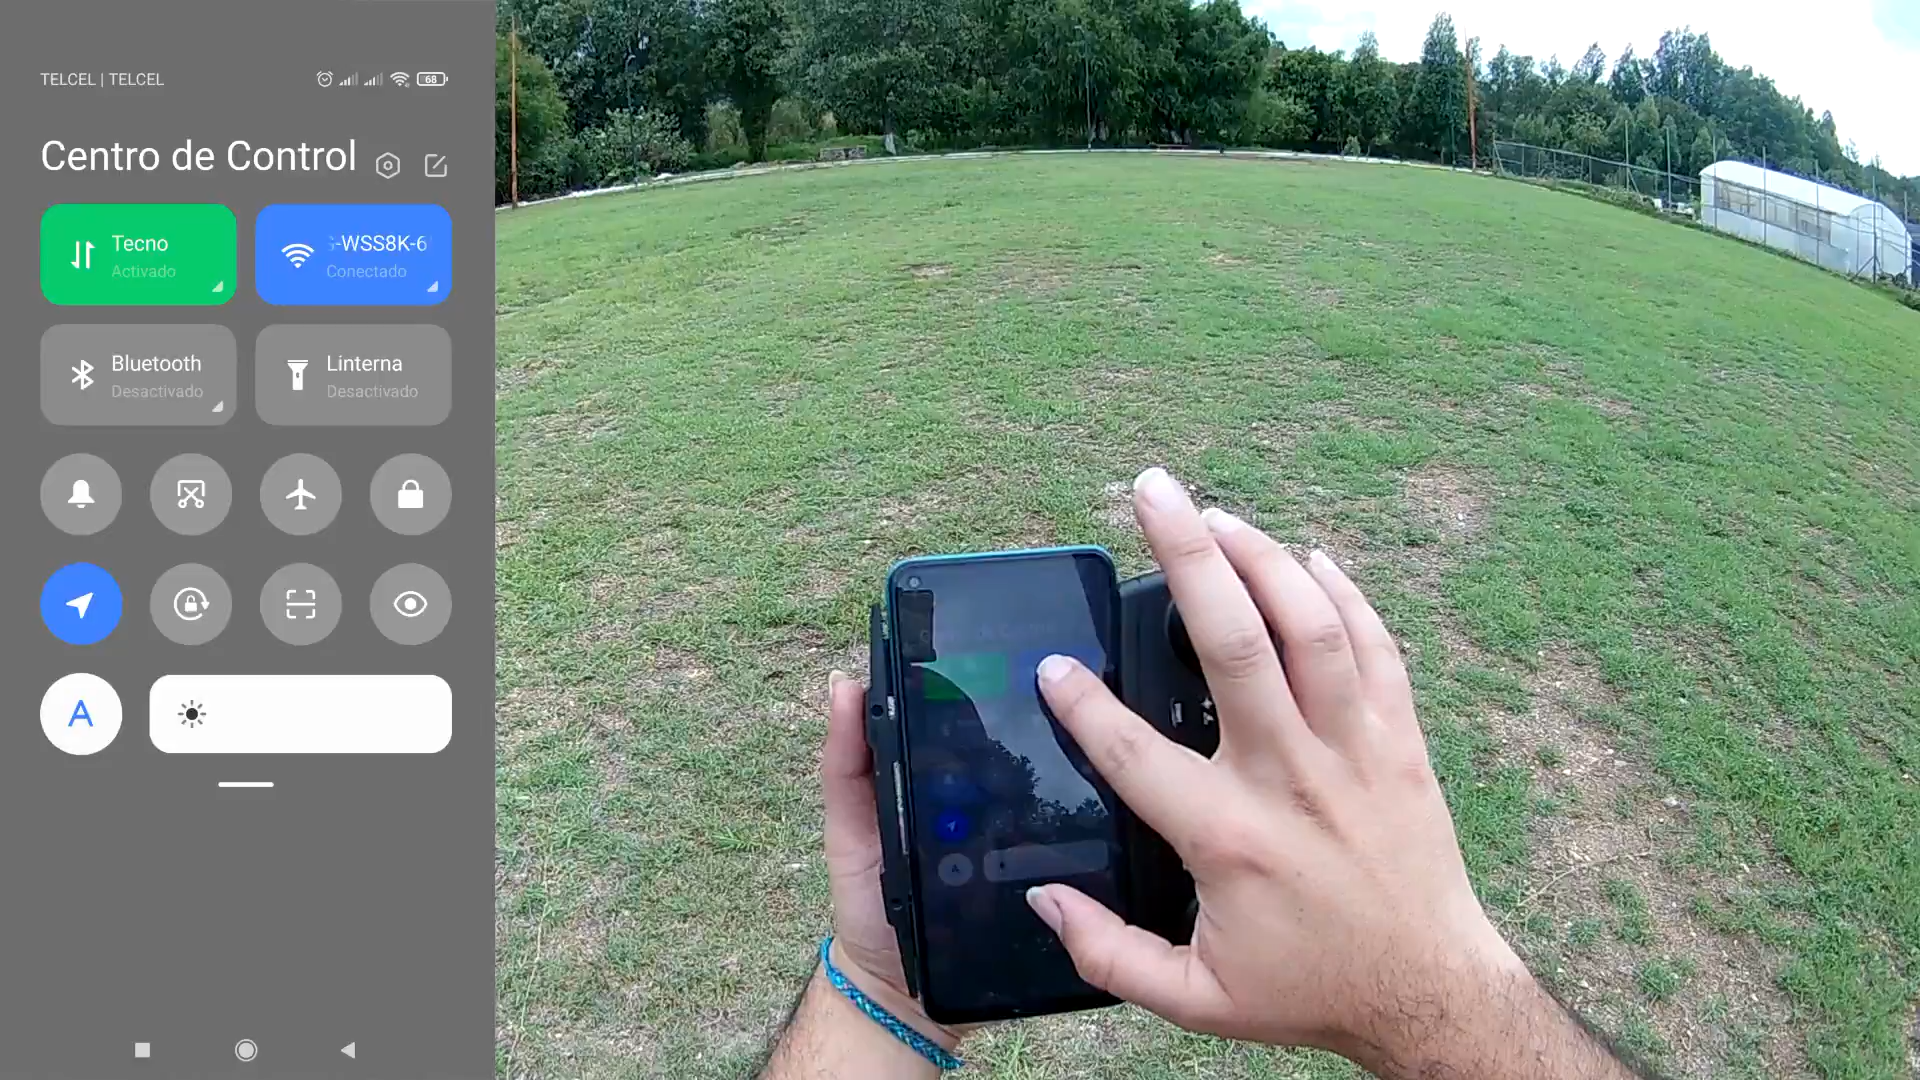 TELCEL | TELCEL
68
Centro de Control
Tecno
Activado
-WSS8K-6
Conectado
Bluetooth
Desactivado
Linterna
Desactivado
A